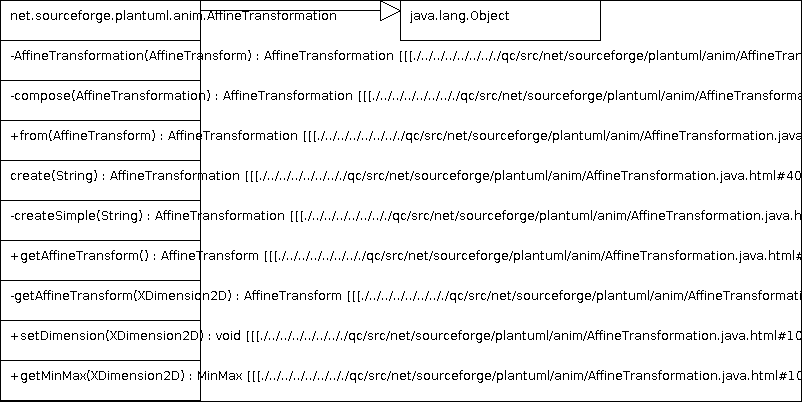 net.sourceforge.plantuml.anim.AffineTransformation
java.lang.Object
-AffineTransformation(AffineTransform) : AffineTransformation [[[./../../../../../../../qc/src/net/sourceforge/plantuml/anim/AffineTran
-compose(AffineTransformation) : AffineTransformation [[[./../../../../../../../qc/src/net/sourceforge/plantuml/anim/AffineTransforma
+from(AffineTransform) : AffineTransformation [[[./../../../../../../../qc/src/net/sourceforge/plantuml/anim/AffineTransformation.java
create(String) : AffineTransformation [[[./../../../../../../../qc/src/net/sourceforge/plantuml/anim/AffineTransformation.java.html#40
-createSimple(String) : AffineTransformation [[[./../../../../../../../qc/src/net/sourceforge/plantuml/anim/AffineTransformation.java.h
+getAffineTransform() : AffineTransform [[[./../../../../../../../qc/src/net/sourceforge/plantuml/anim/AffineTransformation.java.html#
-getAffineTransform(XDimension2D) : AffineTransform [[[./../../../../../../../qc/src/net/sourceforge/plantuml/anim/AffineTransformati
+setDimension(XDimension2D) : void [[[./../../../../../../../qc/src/net/sourceforge/plantuml/anim/AffineTransformation.java.html#10
+getMinMax(XDimension2D) : MinMax [[[./../../../../../../../qc/src/net/sourceforge/plantuml/anim/AffineTransformation.java.html#10